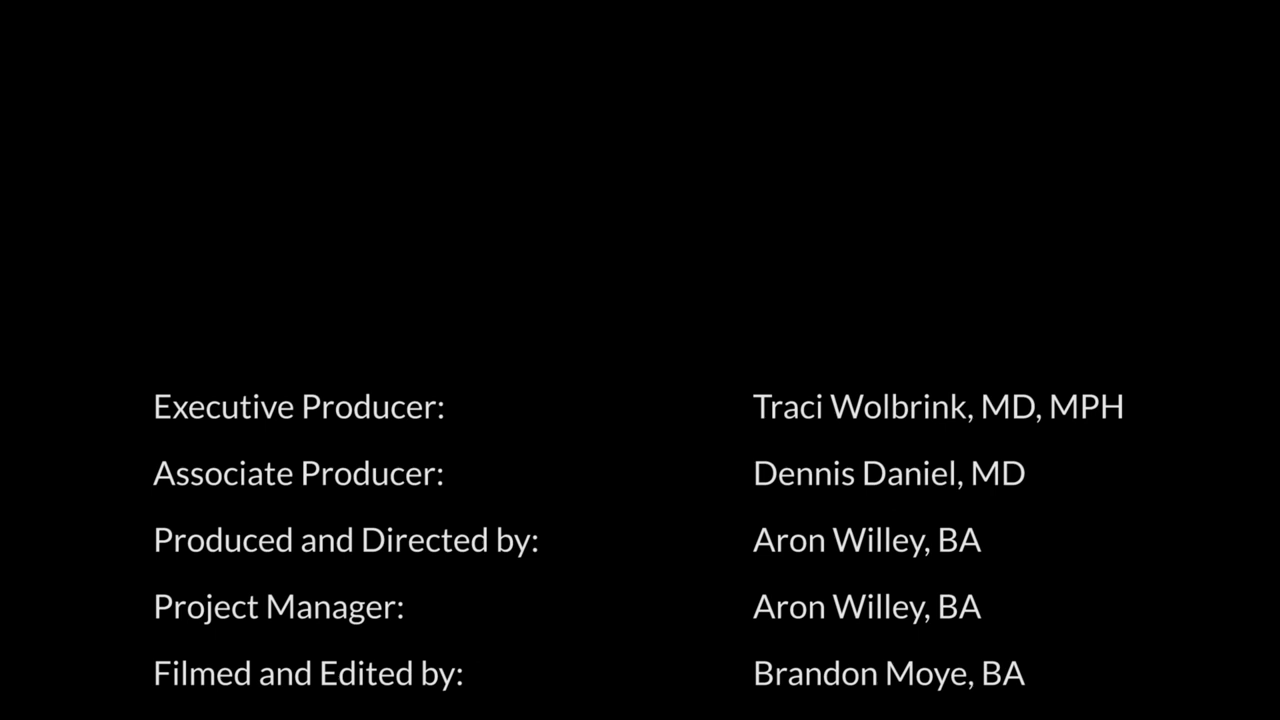 Executive Producer: Traci Wolbrink, MD, MPH
Associate Producer: Dennis Daniel, MD
Produced and Directed by: Aron Willey, BA
Project Manager: Aron Willey, BA
Filmed and Edited by: Brandon Moye, BA